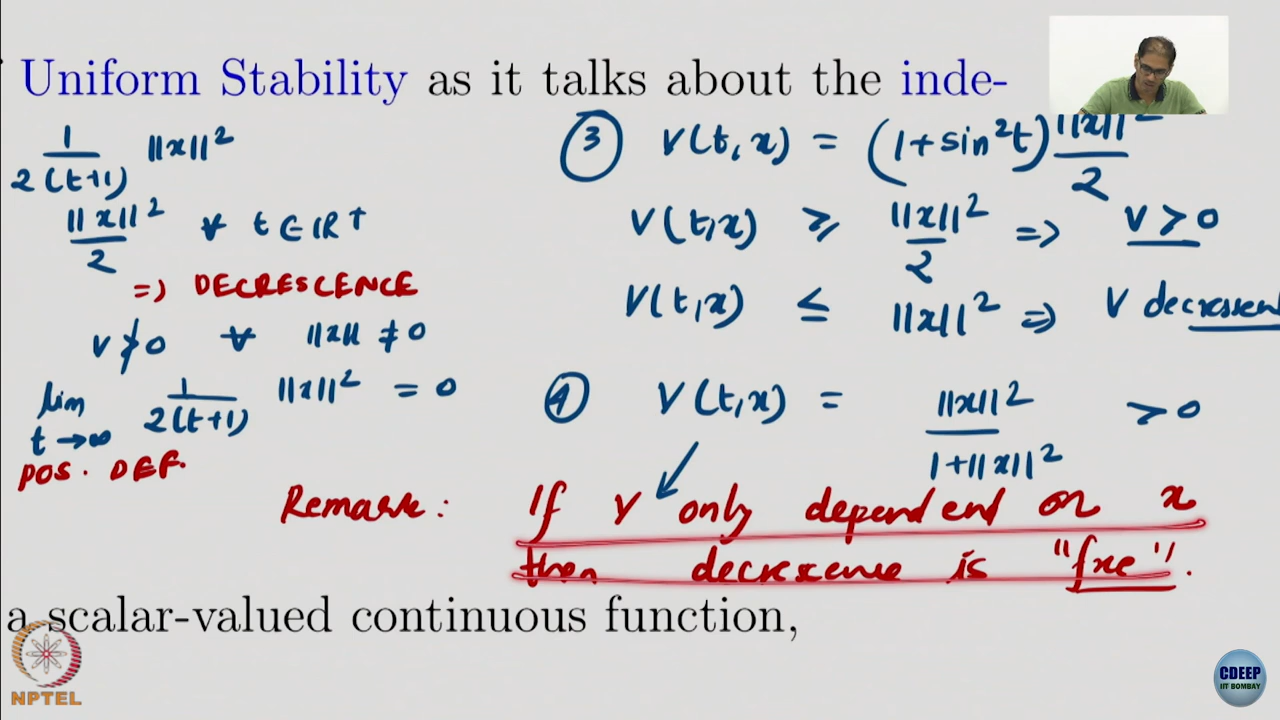 Uniform Stability as it talks about the inde-
1/2(t+1) ||x||²
||x||²/2 ∀ t ∈ ℝ⁺
=> DECRESCENCE
V ≯ 0 ∀ ||x|| ≠ 0
lim t→∞ 1/2(t+1) ||x||² = 0
POS. DEF.
③ V(t,x) = (1+sin²t) ||x||²/2
V(t,x) ≥ ||x||²/2 => V > 0
V(t,x) ≤ ||x||² => V decrescent
④ V(t,x) = ||x||²/1+||x||² > 0
Remark: If V only dependend on x
then decrescence is "free".
a scalar-valued continuous function,
NPTEL
CDEEP
IIT BOMBAY